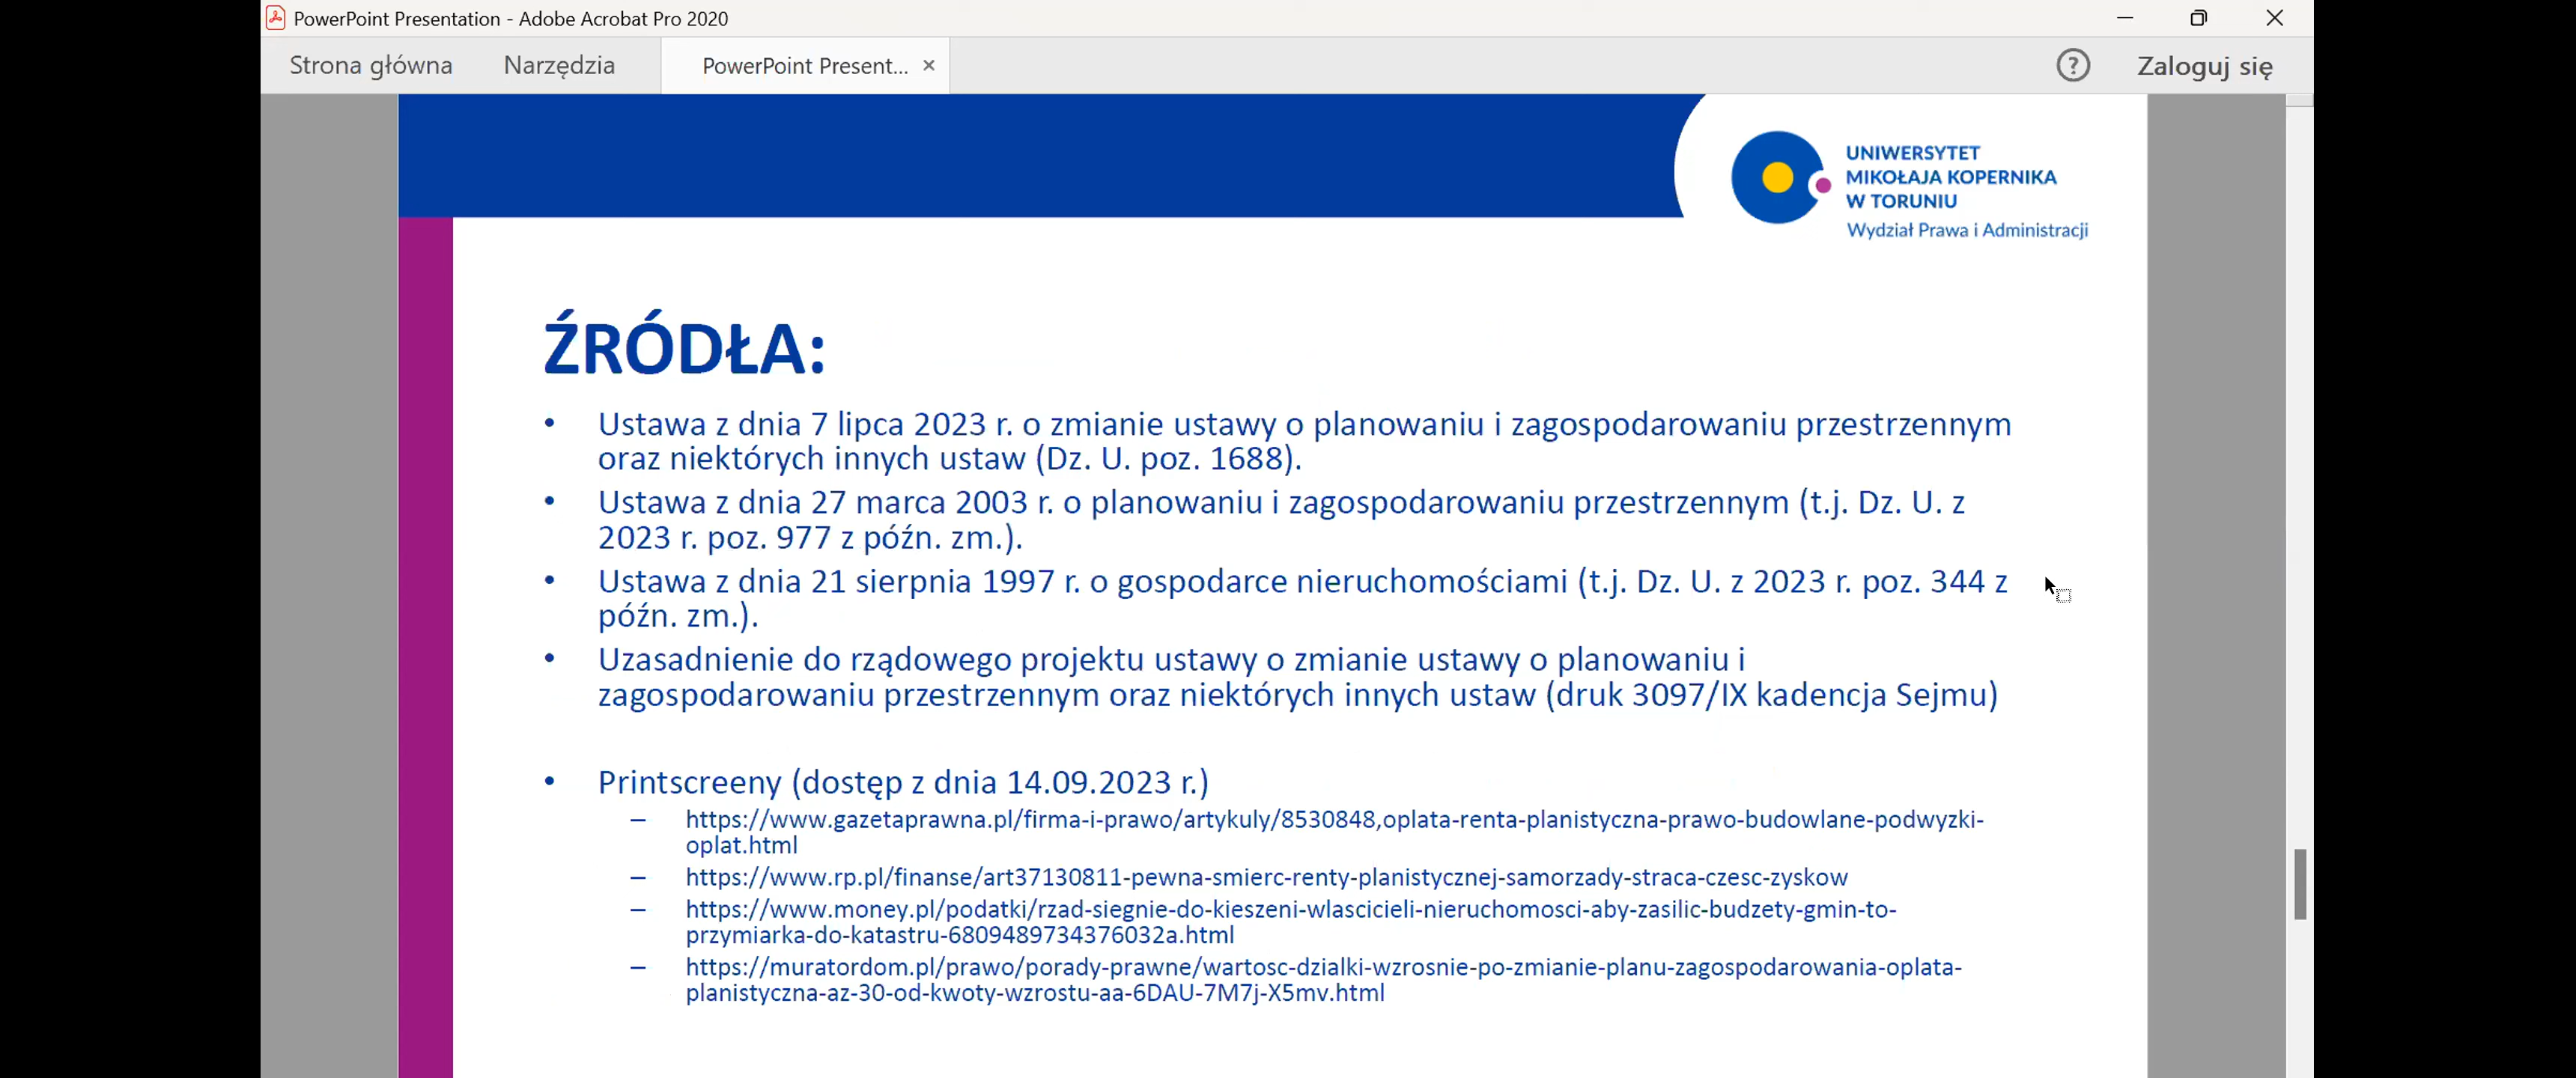 PowerPoint Presentation - Adobe Acrobat Pro 2020
Strona główna Narzędzia PowerPoint Present... Zaloguj się
UNIWERSYTET
MIKOŁAJA KOPERNIKA
W TORUNIU
Wydział Prawa i Administracji
ŹRÓDŁA:
• Ustawa z dnia 7 lipca 2023 r. o zmianie ustawy o planowaniu i zagospodarowaniu przestrzennym
oraz niektórych innych ustaw (Dz. U. poz. 1688).
• Ustawa z dnia 27 marca 2003 r. o planowaniu i zagospodarowaniu przestrzennym (t.j. Dz. U. z
2023 r. poz. 977 z późn. zm.).
• Ustawa z dnia 21 sierpnia 1997 r. o gospodarce nieruchomościami (t.j. Dz. U. z 2023 r. poz. 344 z
późn. zm.).
• Uzasadnienie do rządowego projektu ustawy o zmianie ustawy o planowaniu i
zagospodarowaniu przestrzennym oraz niektórych innych ustaw (druk 3097/IX kadencja Sejmu)
• Printscreeny (dostęp z dnia 14.09.2023 r.)
– https://www.gazetaprawna.pl/firma-i-prawo/artykuly/8530848,oplata-renta-planistyczna-prawo-budowlane-podwyzki-
oplat.html
– https://www.rp.pl/finanse/art37130811-pewna-smierc-renty-planistycznej-samorzady-straca-czesc-zyskow
– https://www.money.pl/podatki/rzad-siegnie-do-kieszeni-wlascicieli-nieruchomosci-aby-zasilic-budzety-gmin-to-
przymiarka-do-katastru-6809489734376032a.html
– https://muratordom.pl/prawo/porady-prawne/wartosc-dzialki-wzrosnie-po-zmianie-planu-zagospodarowania-oplata-
planistyczna-az-30-od-kwoty-wzrostu-aa-6DAU-7M7j-X5mv.html